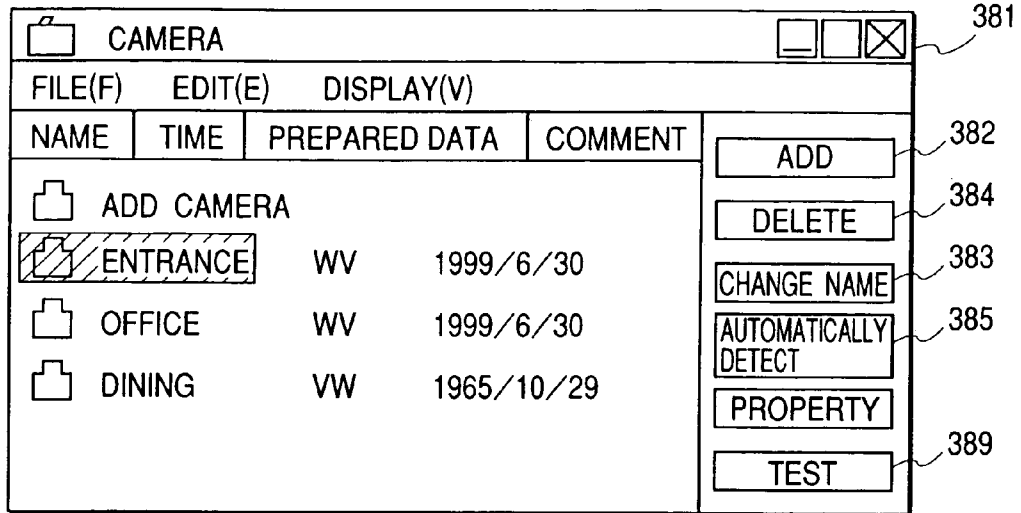 381
CAMERA
FILE(F) EDIT(E) DISPLAY(V)
NAME TIME PREPARED DATA COMMENT
ADD 382
DELETE 384
CHANGE NAME 383
AUTOMATICALLY 385
DETECT
PROPERTY
TEST 389
ADD CAMERA
ENTRANCE WV 1999/6/30
OFFICE WV 1999/6/30
DINING VW 1965/10/29